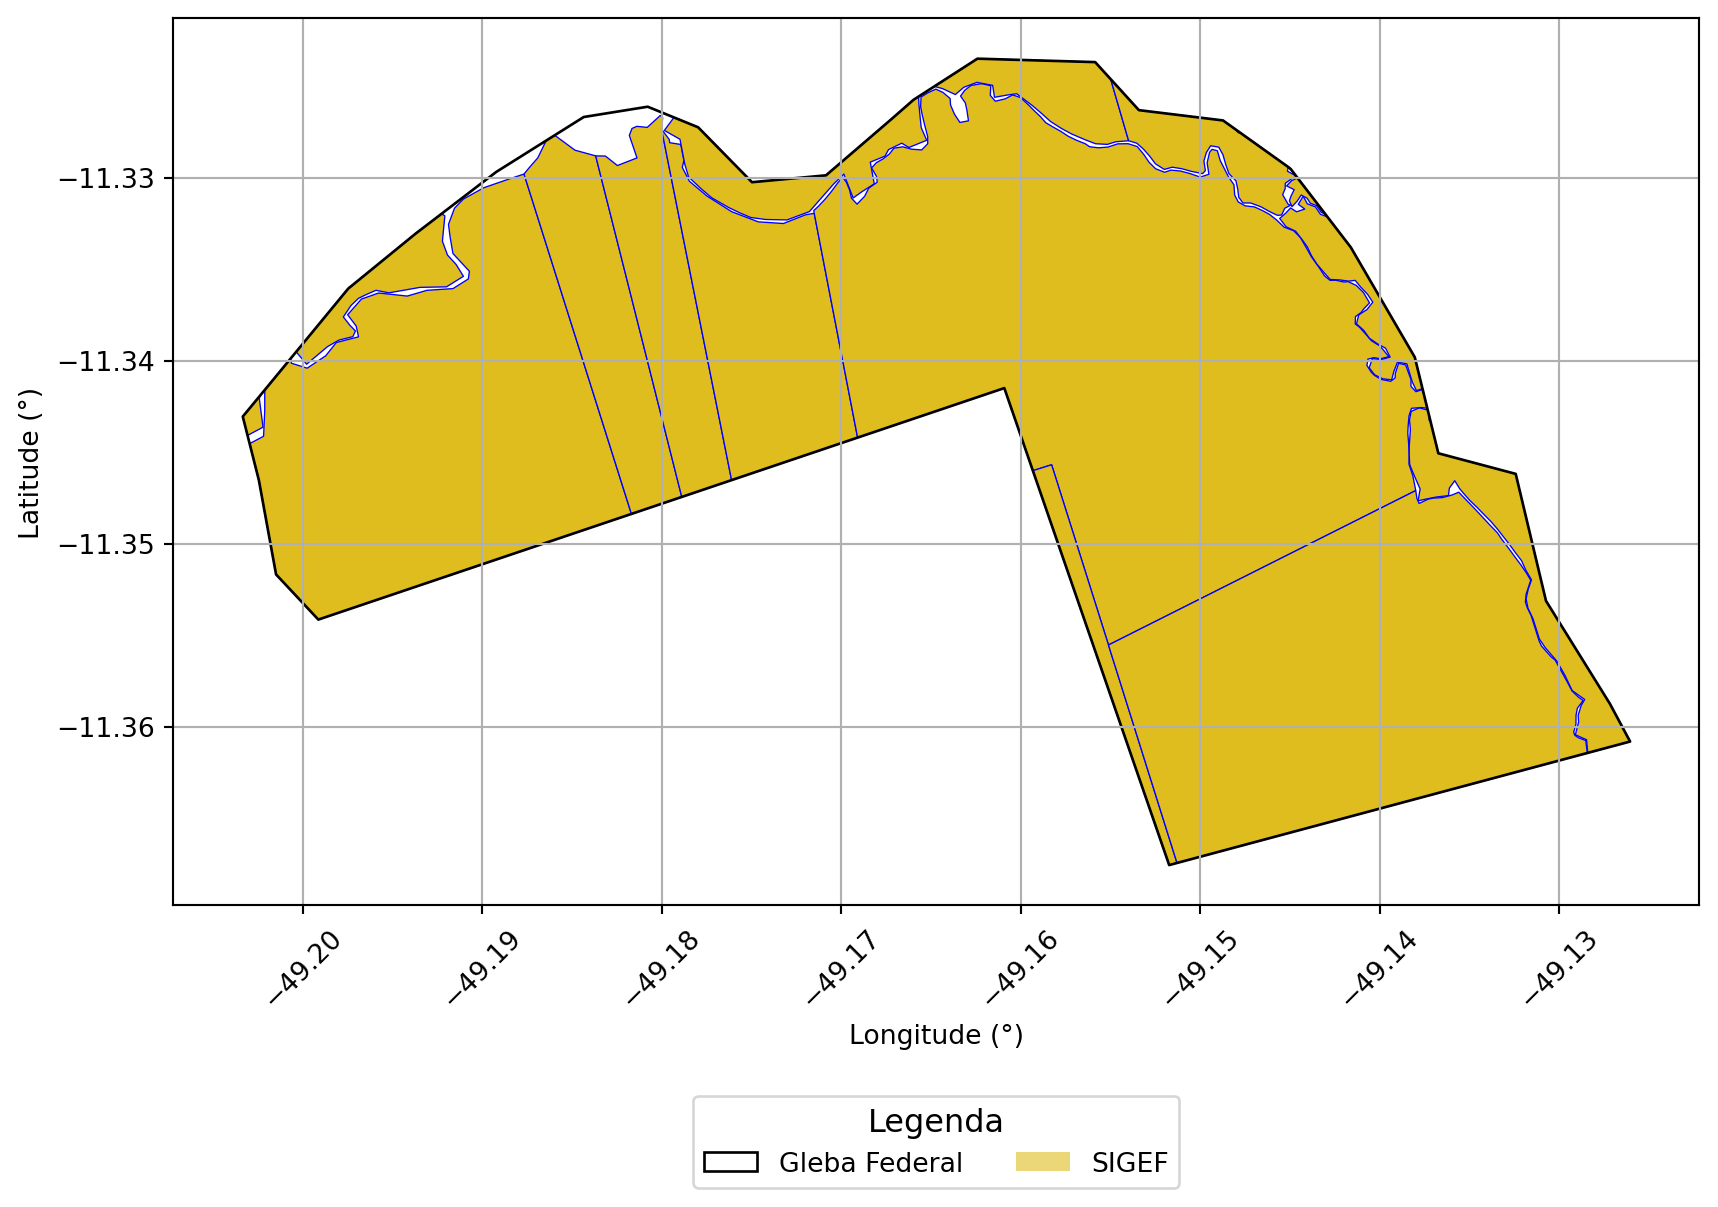 −11.33
−11.34
−11.35
−11.36
Latitude (°)
−49.20
−49.19
−49.18
−49.17
−49.16
−49.15
−49.14
−49.13
Longitude (°)
Legenda
Gleba Federal
SIGEF